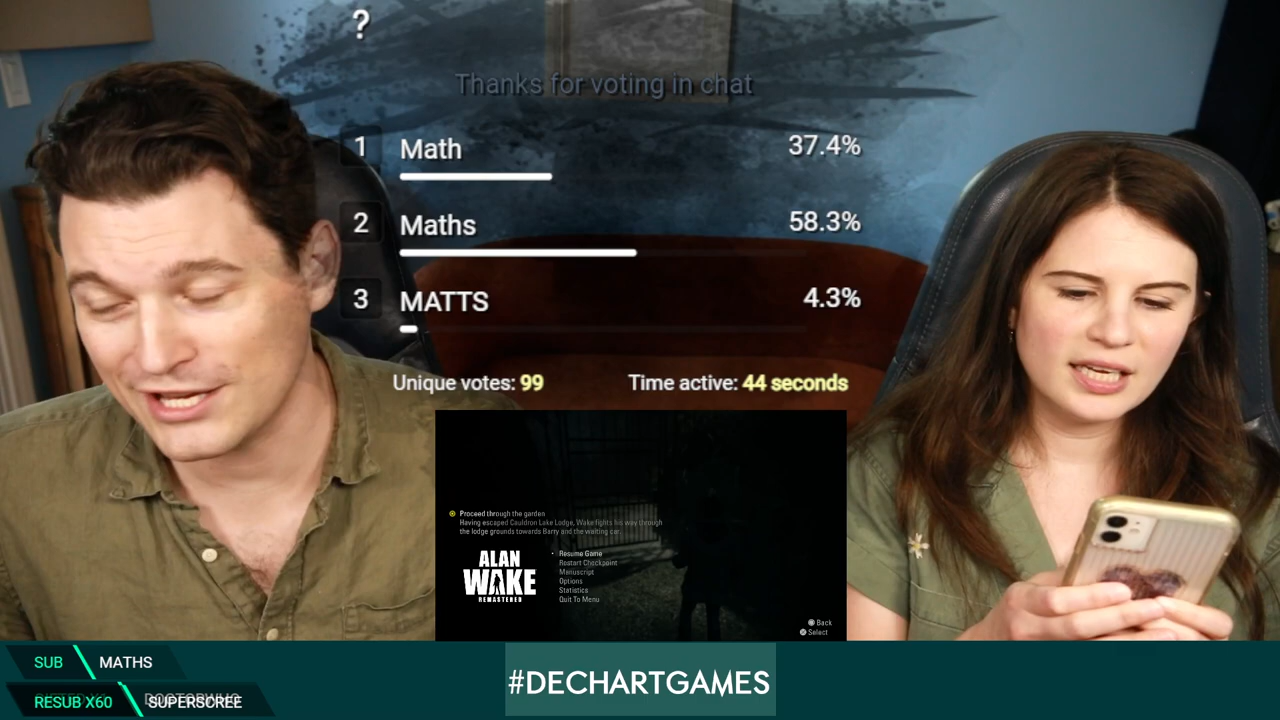 ?
Thanks for voting in chat
1 Math 37.4%
2 Maths 58.3%
3 MATTS 4.3%
Unique votes: 99 Time active: 44 seconds
Proceed through the garden
Having escaped Cauldron Lake Lodge, Wake fights his way through
the lodge grounds towards Barry and the waiting car.
ALAN
WAKE
REMASTERED
Resume Game
Restart Checkpoint
Manuscript
Options
Statistics
Quit To Menu
Back
Select
SUB MATHS
RESUB X60 SUPERSCREE
#DECHARTGAMES